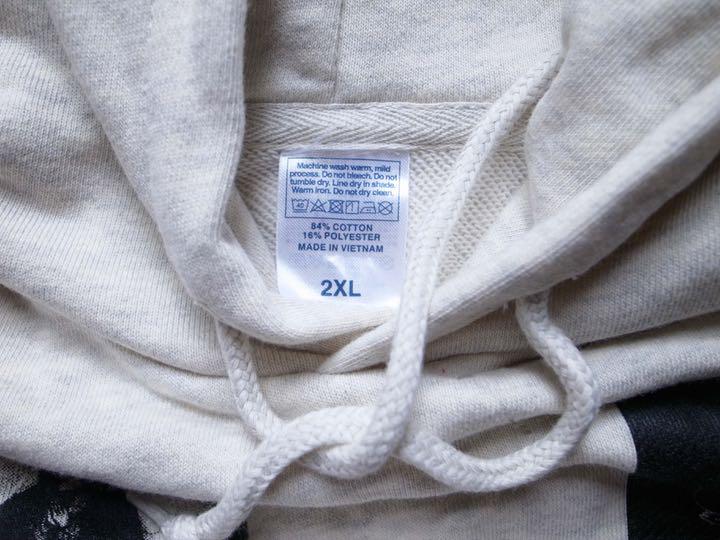 Machine wash warm, mild
process. Do not bleach. Do not
tumble dry. Line dry in shade.
Warm iron. Do not dry clean.
40
84% COTTON
16% POLYESTER
MADE IN VIETNAM
2XL